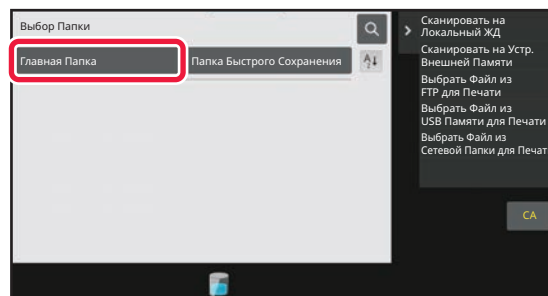 Выбор Папки
Главная Папка
Папка Быстрого Сохранения
Сканировать на
Локальный ЖД
Сканировать на Устр.
Внешней Памяти
Выбрать Файл из
FTP для Печати
Выбрать Файл из
USB Памяти для Печати
Выбрать Файл из
Сетевой Папки для Печат
CA